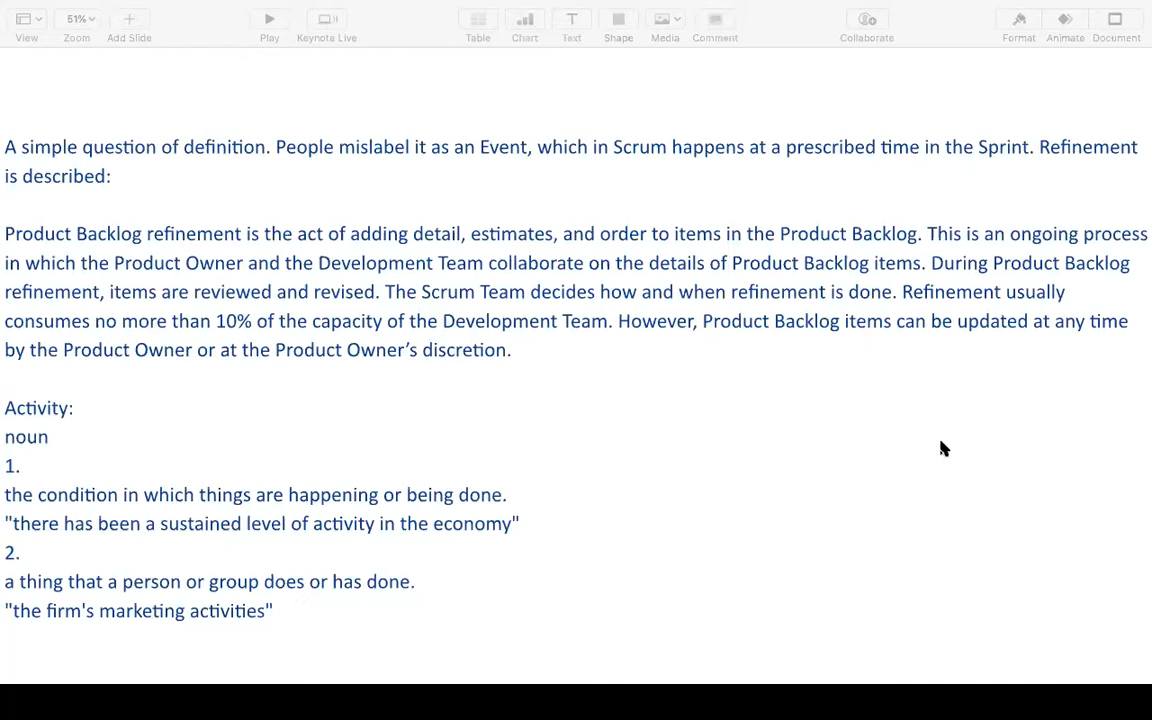 51%
View
Zoom
Add Slide
Play
Keynote Live
Table
Chart
Text
Shape
Media
Comment
Collaborate
Format
Animate
Document
A simple question of definition. People mislabel it as an Event, which in Scrum happens at a prescribed time in the Sprint. Refinement
is described:
Product Backlog refinement is the act of adding detail, estimates, and order to items in the Product Backlog. This is an ongoing process
in which the Product Owner and the Development Team collaborate on the details of Product Backlog items. During Product Backlog
refinement, items are reviewed and revised. The Scrum Team decides how and when refinement is done. Refinement usually
consumes no more than 10% of the capacity of the Development Team. However, Product Backlog items can be updated at any time
by the Product Owner or at the Product Owner’s discretion.
Activity:
noun
1.
the condition in which things are happening or being done.
"there has been a sustained level of activity in the economy"
2.
a thing that a person or group does or has done.
"the firm's marketing activities"